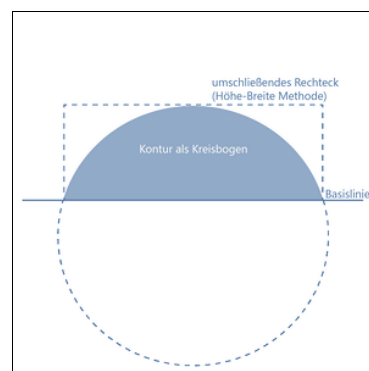 umschließendes Rechteck
(Höhe-Breite Methode)
Kontur als Kreisbogen
Basislinie